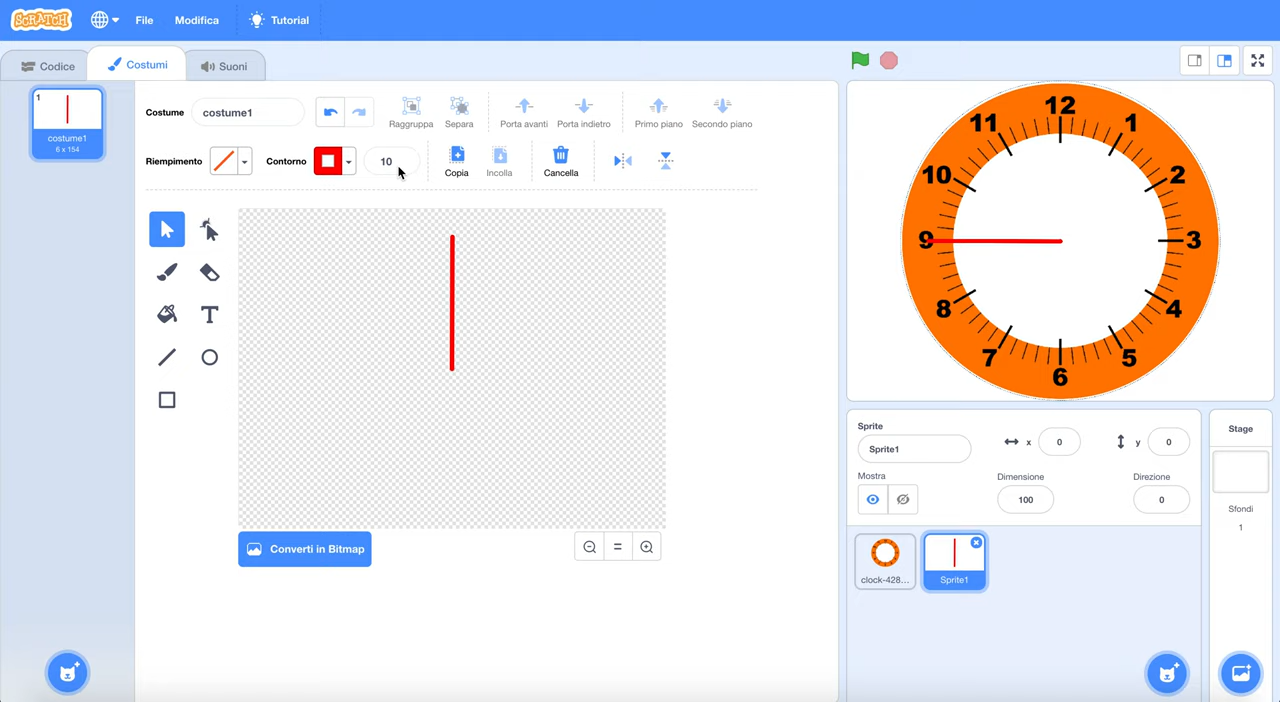 SCRATCH
File
Modifica
Tutorial
Codice
Costumi
Suoni
1
costume1
6 x 154
Costume
costume1
Raggruppa
Separa
Porta avanti
Porta indietro
Primo piano
Secondo piano
Riempimento
Contorno
10
Copia
Incolla
Cancella
Converti in Bitmap
12
1
2
3
4
5
6
7
8
9
10
11
Sprite
Sprite1
x
0
y
0
Mostra
Dimensione
100
Direzione
0
clock-428...
Sprite1
Stage
Sfondi
1